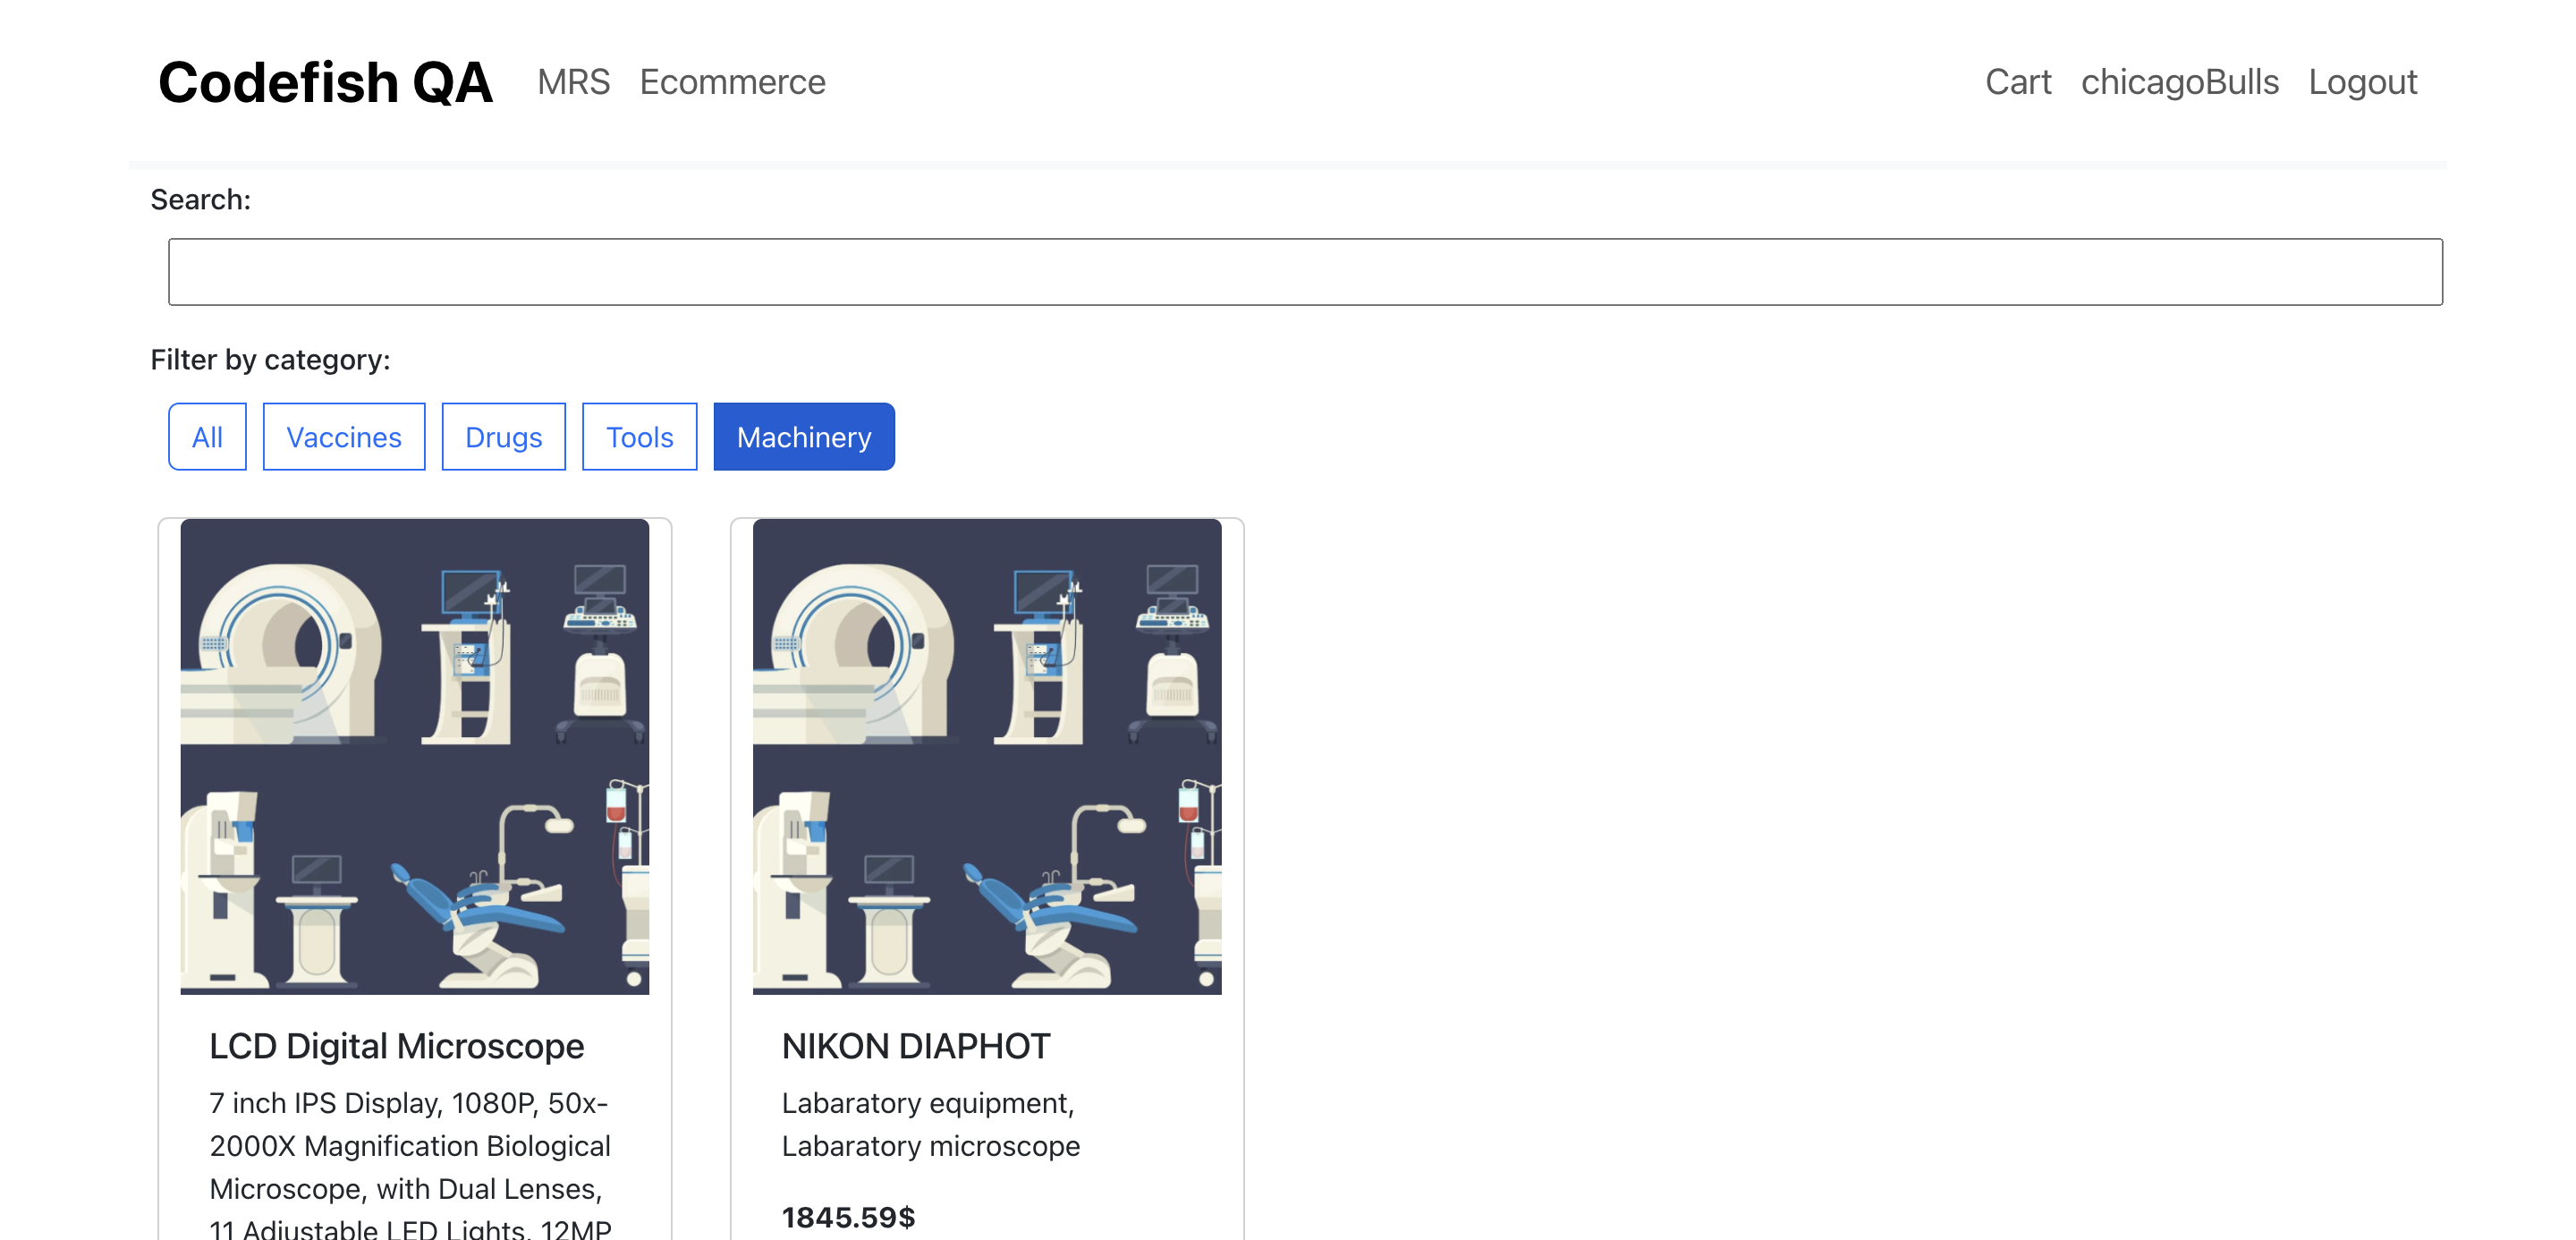 Codefish QA MRS Ecommerce Cart chicagoBulls Logout
Search:
Filter by category:
All Vaccines Drugs Tools Machinery
LCD Digital Microscope
7 inch IPS Display, 1080P, 50x-
2000X Magnification Biological
Microscope, with Dual Lenses,
11 Adjustable LED Lights, 12MP
NIKON DIAPHOT
Labaratory equipment,
Labaratory microscope
1845.59$